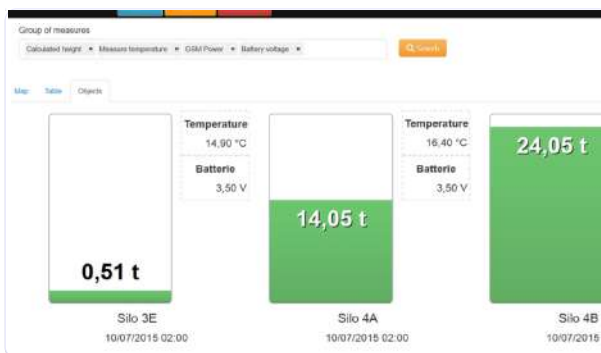 Group of measures
Calculated height × Measure temperature × GSM Power × Battery voltage ×
Search
Map Table Objects
Temperature
14,90 °C
Batterie
3,50 V
0,51 t
Silo 3E
10/07/2015 02:00
Temperature
16,40 °C
Batterie
3,50 V
14,05 t
Silo 4A
10/07/2015 02:00
24,05 t
Silo 4B
10/07/2015